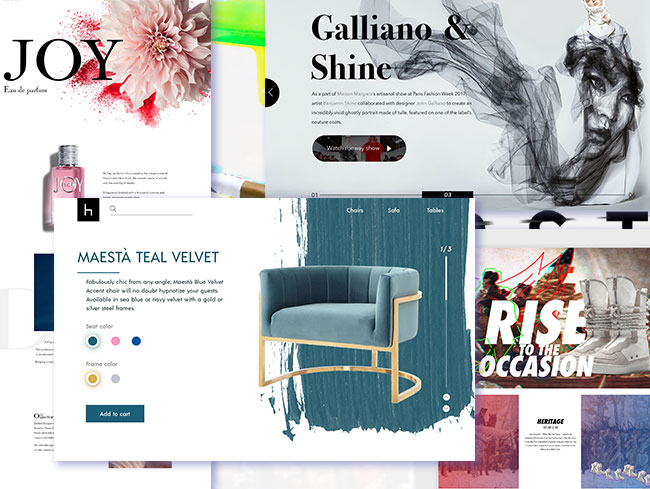 JOY
Eau de parfum
JOY
Galliano &
Shine
As a part of Maison Margiela's artisanal show at Paris Fashion Week 2017,
artist Benjamin Shine collaborated with designer John Galliano to create an
incredibly vivid ghostly portrait made of tulle, featured on one of the label's
couture coats.
Watch runway show
01
03
h
Chairs
Sofa
Tables
MAESTÀ TEAL VELVET
1/3
Fabulously chic from any angle, Maestà Blue Velvet
Accent chair will no doubt hypnotize your guests.
Available in sea blue or navy velvet with a gold or
silver steel frames.
Seat color
Frame color
Add to cart
RISE
TO THE
OCCASION
HERITAGE